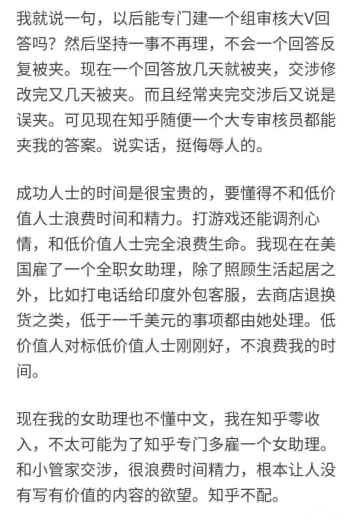 我就说一句，以后能专门建一个组审核大V回
答吗？然后坚持一事不再理，不会一个回答反
复被夹。现在一个回答放几天就被夹，交涉修
改完又几天被夹。而且经常夹完交涉后又说是
误夹。可见现在知乎随便一个大专审核员都能
夹我的答案。说实话，挺侮辱人的。
成功人士的时间是很宝贵的，要懂得不和低价
值人士浪费时间和精力。打游戏还能调剂心
情，和低价值人士完全浪费生命。我现在在美
国雇了一个全职女助理，除了照顾生活起居之
外，比如打电话给印度外包客服，去商店退换
货之类，低于一千美元的事项都由她处理。低
价值人对标低价值人士刚刚好，不浪费我的时
间。
现在我的女助理也不懂中文，我在知乎零收
入，不太可能为了知乎专门多雇一个女助理。
和小管家交涉，很浪费时间精力，根本让人没
有写有价值的内容的欲望。知乎不配。